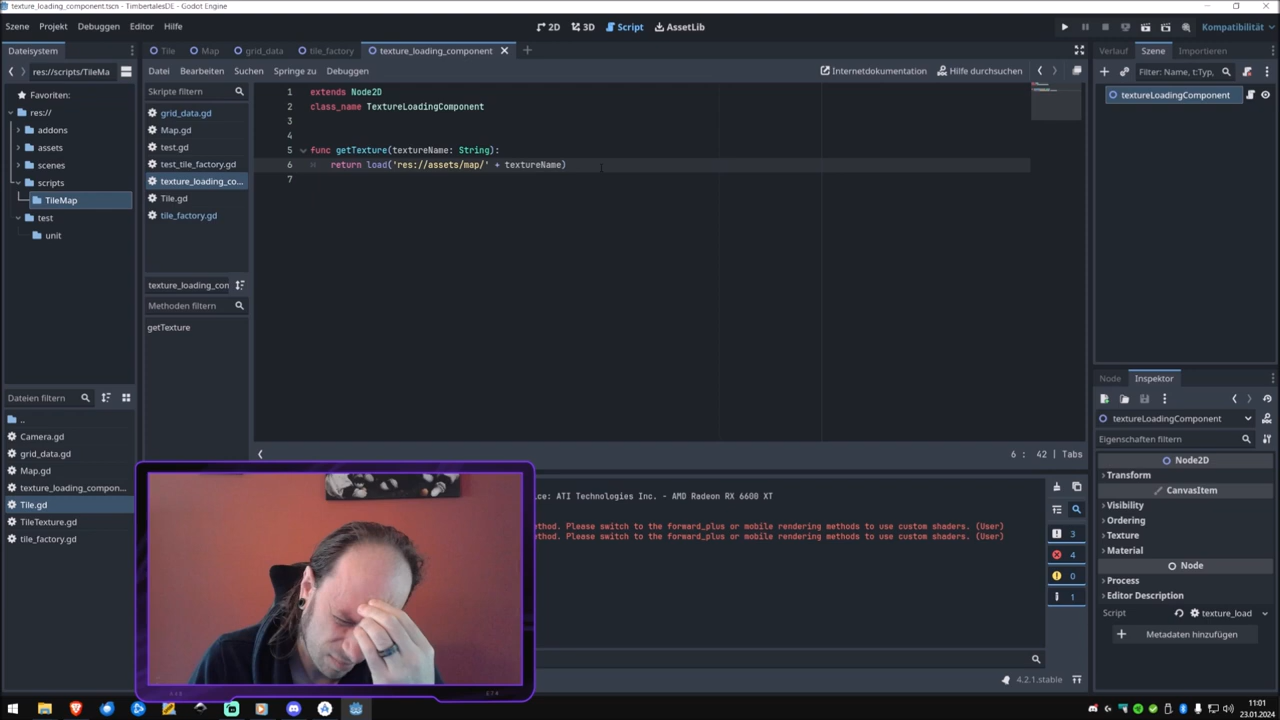 texture_loading_component.tscn - TimbertalesDE - Godot Engine
Szene Projekt Debuggen Editor Hilfe
2D 3D Script AssetLib
Kompatibilität
Dateisystem
Tile Map grid_data tile_factory texture_loading_component
Verlauf Szene Importieren
res://scripts/TileMa
Datei Bearbeiten Suchen Springe zu Debuggen
Internetdokumentation Hilfe durchsuchen
Filter: Name, t:Typ,
Favoriten:
res://
addons
assets
scenes
scripts
TileMap
test
unit
Skripte filtern
grid_data.gd
Map.gd
test.gd
test_tile_factory.gd
texture_loading_co...
Tile.gd
tile_factory.gd
texture_loading_con
Methoden filtern
getTexture
1 extends Node2D
2 class_name TextureLoadingComponent
3
4
5 func getTexture(textureName: String):
6 return load('res://assets/map/' + textureName)
7
6 : 42 | Tabs
textureLoadingComponent
Dateien filtern
..
Camera.gd
grid_data.gd
Map.gd
texture_loading_compon...
Tile.gd
TileTexture.gd
tile_factory.gd
ice: ATI Technologies Inc. - AMD Radeon RX 6600 XT
ethod. Please switch to the forward_plus or mobile rendering methods to use custom shaders. (User)
ethod. Please switch to the forward_plus or mobile rendering methods to use custom shaders. (User)
3
4
0
1
4.2.1.stable
Node Inspektor
textureLoadingComponent
Eigenschaften filtern
Node2D
Transform
CanvasItem
Visibility
Ordering
Texture
Material
Node
Process
Editor Description
Script texture_load
Metadaten hinzufügen
11:01
23.01.2024